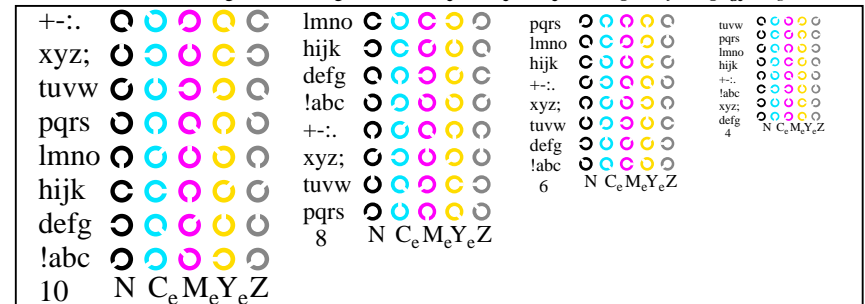 +-:.
xyz;
tuvw
pqrs
lmno
hijk
defg
!abc
10 N CeMeYeZ
lmno
hijk
defg
!abc
+-:.
xyz;
tuvw
pqrs
8 N CeMeYeZ
pqrs
lmno
hijk
+-:.
xyz;
tuvw
defg
!abc
6 N CeMeYeZ
tuvw
pqrs
lmno
hijk
+-:.
!abc
xyz;
defg
4 N CeMeYeZ